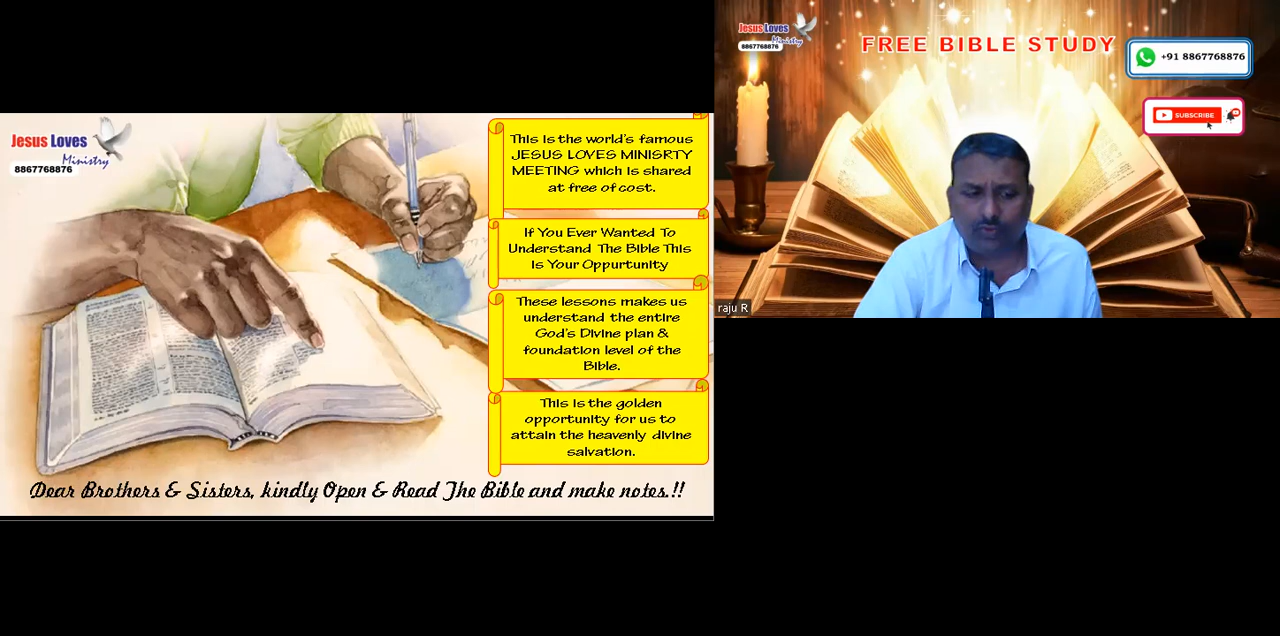 Jesus Loves
Ministry
8867768876
This is the world's famous
JESUS LOVES MINISRTY
MEETING which is shared
at free of cost.
If You Ever Wanted To
Understand The Bible This
Is Your Oppurtunity
These lessons makes us
understand the entire
God's Divine plan &
foundation level of the
Bible.
This is the golden
opportunity for us to
attain the heavenly divine
salvation.
Dear Brothers & Sisters, kindly Open & Read The Bible and make notes.!!
Jesus Loves
Ministry
8867768876
FREE BIBLE STUDY
+91 8867768876
SUBSCRIBE
raju R